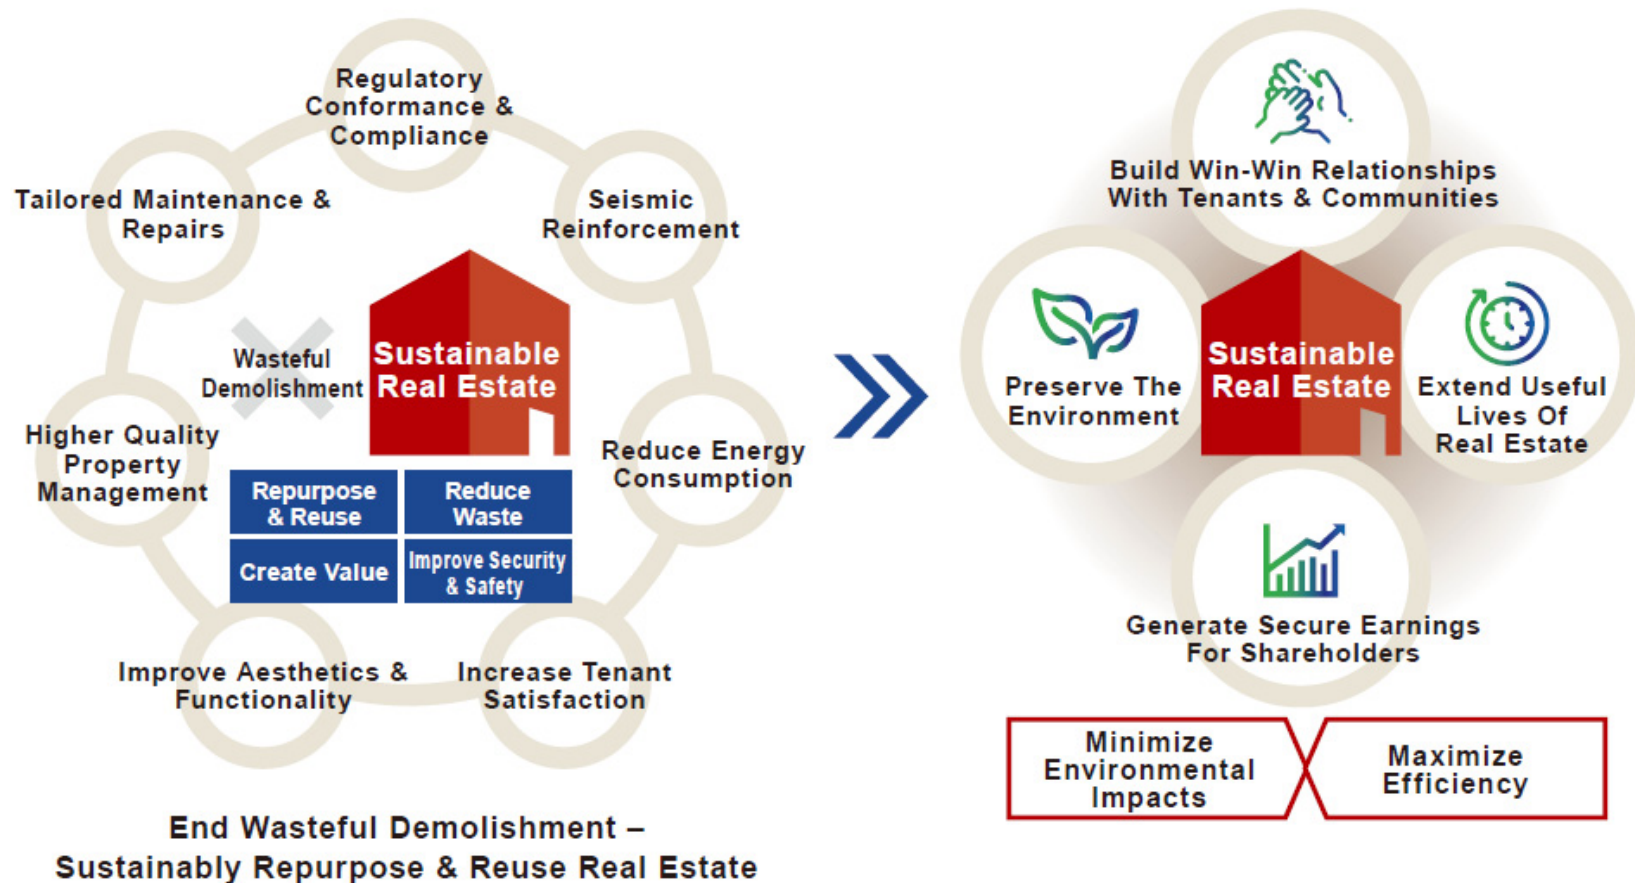 Regulatory
Conformance &
Compliance
Tailored Maintenance &
Repairs
Seismic
Reinforcement
Wasteful
Demolishment
Sustainable
Real Estate
Higher Quality
Property
Management
Reduce Energy
Consumption
Repurpose
& Reuse
Reduce
Waste
Create Value
Improve Security
& Safety
Improve Aesthetics &
Functionality
Increase Tenant
Satisfaction
End Wasteful Demolishment –
Sustainably Repurpose & Reuse Real Estate
Build Win-Win Relationships
With Tenants & Communities
Preserve The
Environment
Sustainable
Real Estate
Extend Useful
Lives Of
Real Estate
Generate Secure Earnings
For Shareholders
Minimize
Environmental
Impacts
Maximize
Efficiency